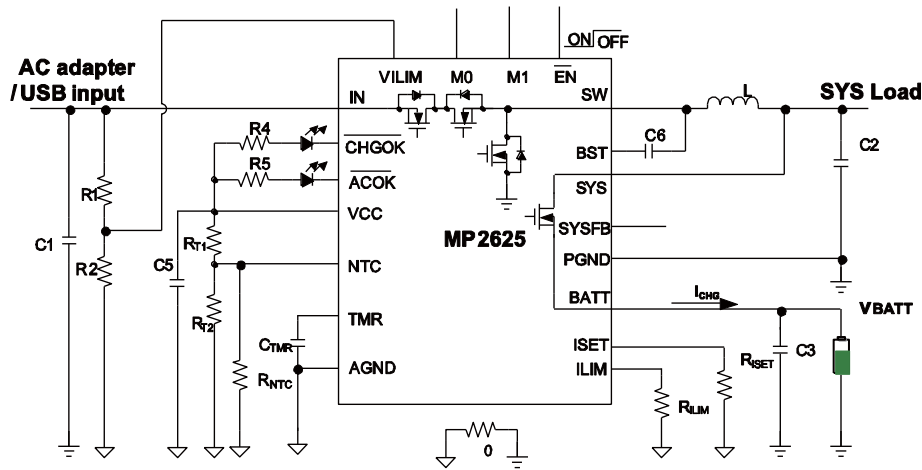 ON OFF
AC adapter
/ USB input
VILIM M0 M1 EN
IN SW
L
SYS Load
R4
CHGOK
C6
BST
C2
R5
ACOK
SYS
R1
VCC
SYSFB
MP2625
C1
RT1
C5
NTC
PGND
R2
BATT
ICHG
VBATT
RT2
TMR
CTMR
ISET
RISET
C3
RNTC
AGND
ILIM
RILIM
0